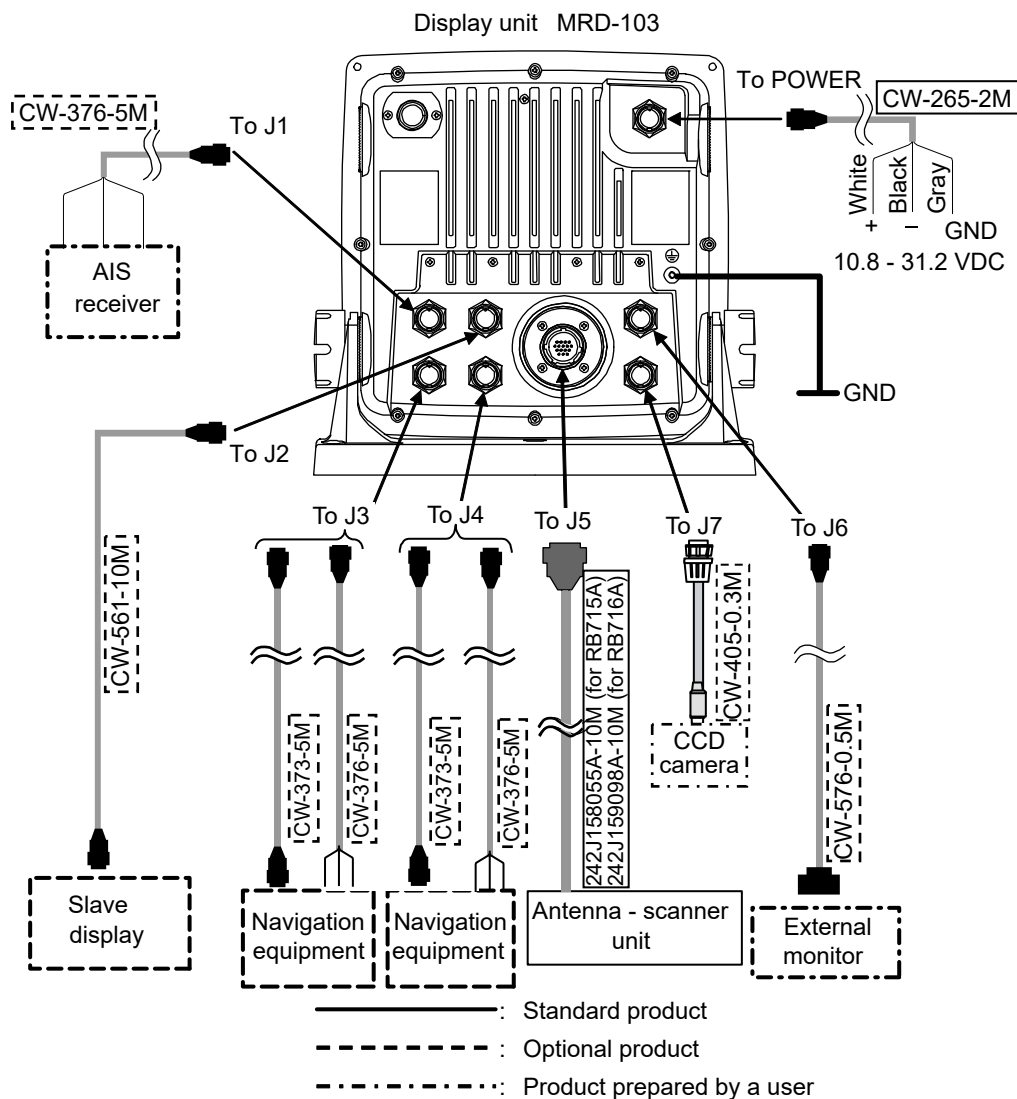 Display unit MRD-103
To POWER
CW-265-2M
CW-376-5M
To J1
White
Black
Gray
+
–
GND
10.8 - 31.2 VDC
AIS
receiver
GND
To J2
To J3
To J4
To J5
To J7
To J6
CW-561-10M
CW-373-5M
CW-376-5M
CW-373-5M
CW-376-5M
242J158055A-10M (for RB715A)
242J159098A-10M (for RB716A)
CW-405-0.3M
CCD
camera
CW-576-0.5M
Slave
display
Navigation
equipment
Navigation
equipment
Antenna - scanner
unit
External
monitor
: Standard product
: Optional product
: Product prepared by a user